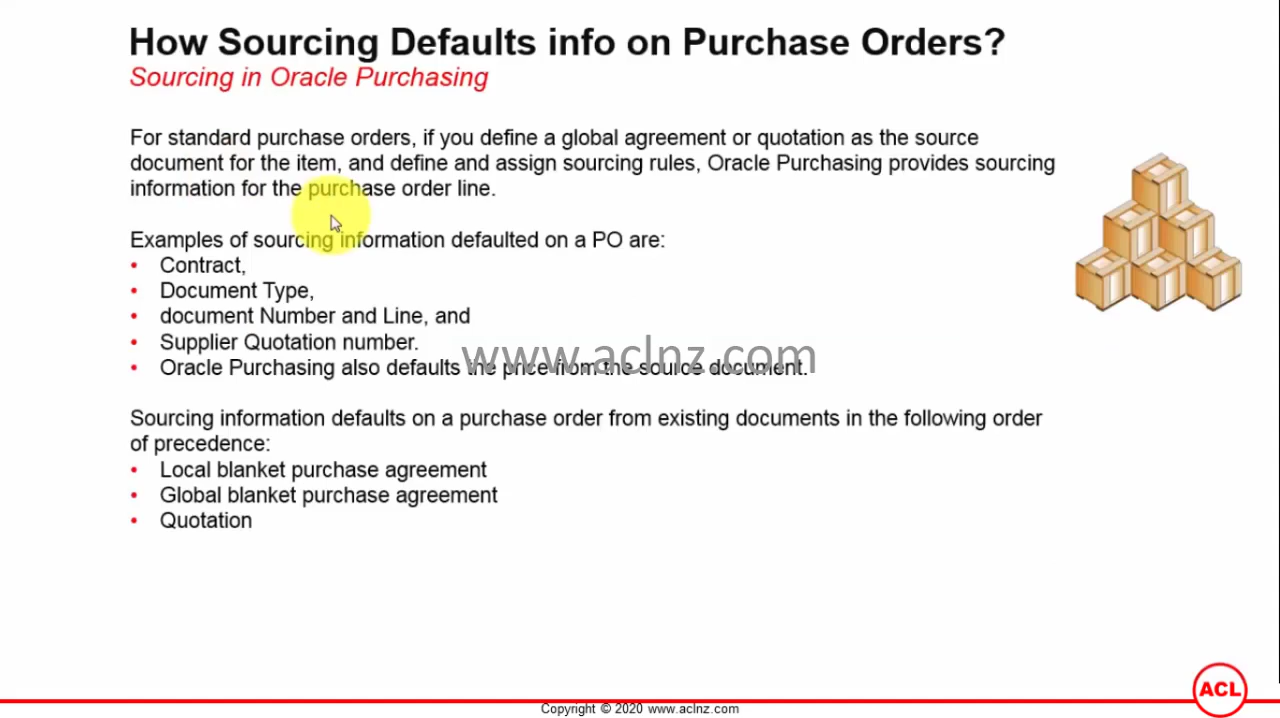 How Sourcing Defaults info on Purchase Orders?
Sourcing in Oracle Purchasing
For standard purchase orders, if you define a global agreement or quotation as the source
document for the item, and define and assign sourcing rules, Oracle Purchasing provides sourcing
information for the purchase order line.
Examples of sourcing information defaulted on a PO are:
• Contract,
• Document Type,
• document Number and Line, and
• Supplier Quotation number.
www.aclnz.com
• Oracle Purchasing also defaults the price from the source document.
Sourcing information defaults on a purchase order from existing documents in the following order
of precedence:
• Local blanket purchase agreement
• Global blanket purchase agreement
• Quotation
ACL
Copyright © 2020 www.aclnz.com